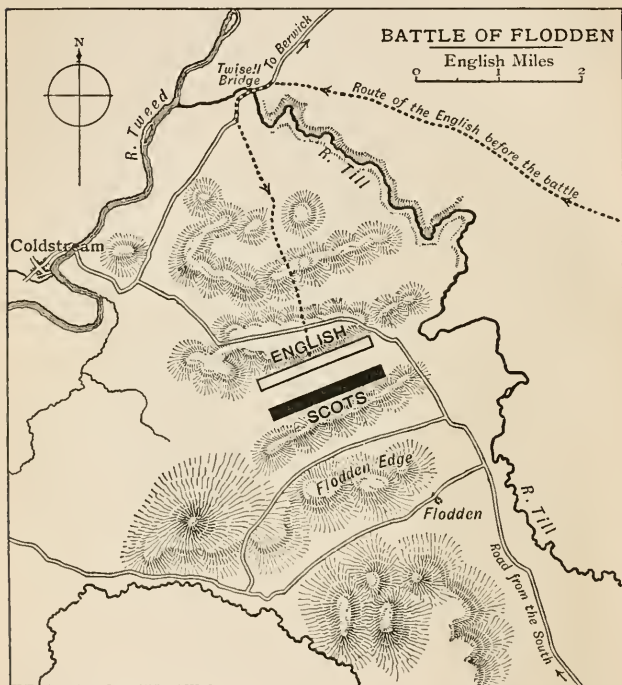 BATTLE OF FLODDEN
English Miles
0 1 2
N
To Berwick
Twisell
Bridge
Route of the English before the battle
R. Tweed
R. Till
Coldstream
ENGLISH
SCOTS
Flodden Edge
Flodden
R. Till
Road from the South